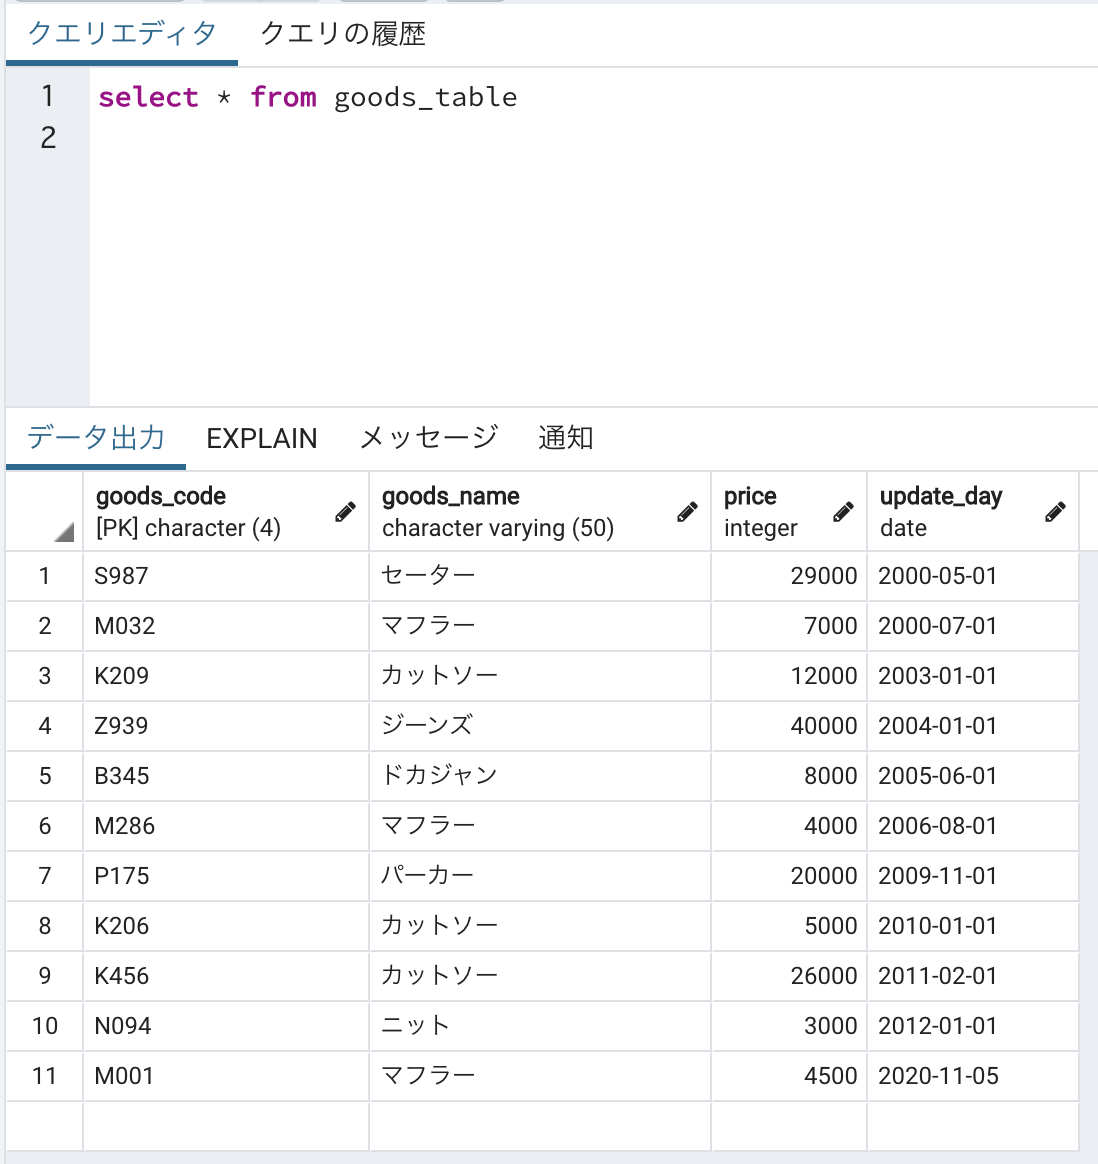 クエリエディタ クエリの履歴
1 select * from goods_table
2
データ出力 EXPLAIN メッセージ 通知
goods_code goods_name price update_day
[PK] character (4) character varying (50) integer date
1 S987 セーター 29000 2000-05-01
2 M032 マフラー 7000 2000-07-01
3 K209 カットソー 12000 2003-01-01
4 Z939 ジーンズ 40000 2004-01-01
5 B345 ドカジャン 8000 2005-06-01
6 M286 マフラー 4000 2006-08-01
7 P175 パーカー 20000 2009-11-01
8 K206 カットソー 5000 2010-01-01
9 K456 カットソー 26000 2011-02-01
10 N094 ニット 3000 2012-01-01
11 M001 マフラー 4500 2020-11-05